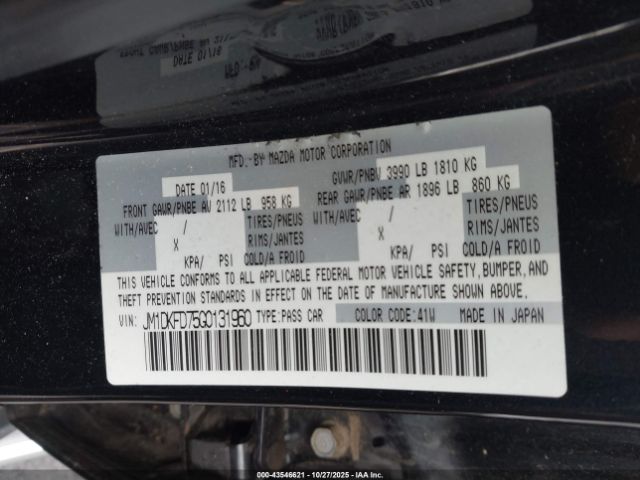 MFD.-BY MAZDA MOTOR CORPORATION
DATE 01/16 GVWR/PNBV 3990 LB 1810 KG
FRONT GAWR/PNBE AV 2112 LB 958 KG REAR GAWR/PNBE AR 1896 LB 860 KG
WITH/AVEC / TIRES/PNEUS WITH/AVEC / TIRES/PNEUS
X RIMS/JANTES X RIMS/JANTES
KPA/ PSI COLD/A FROID KPA/ PSI COLD/A FROID
THIS VEHICLE CONFORMS TO ALL APPLICABLE FEDERAL MOTOR VEHICLE SAFETY, BUMPER, AND
THEFT PREVENTION STANDARDS IN EFFECT ON THE DATE OF MANUFACTURE SHOWN ABOVE.
VIN: JM1DKFD75G0131960 TYPE:PASS CAR COLOR CODE:41W MADE IN JAPAN
000-43546621 - 10/27/2025 - Copyright © 2025 IAA, Inc.